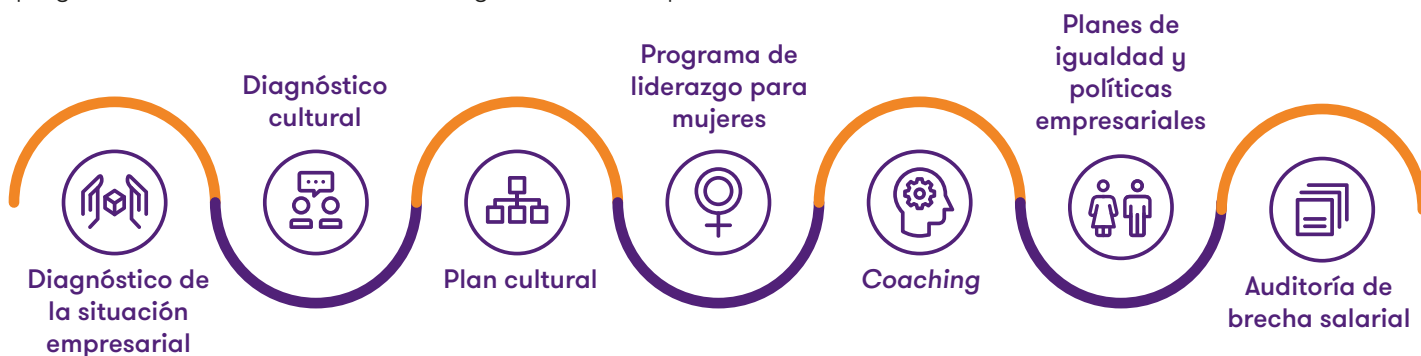 Diagnóstico de
la situación
empresarial
Diagnóstico
cultural
Plan cultural
Programa de
liderazgo para
mujeres
Coaching
Planes de
igualdad y
políticas
empresariales
Auditoría de
brecha salarial